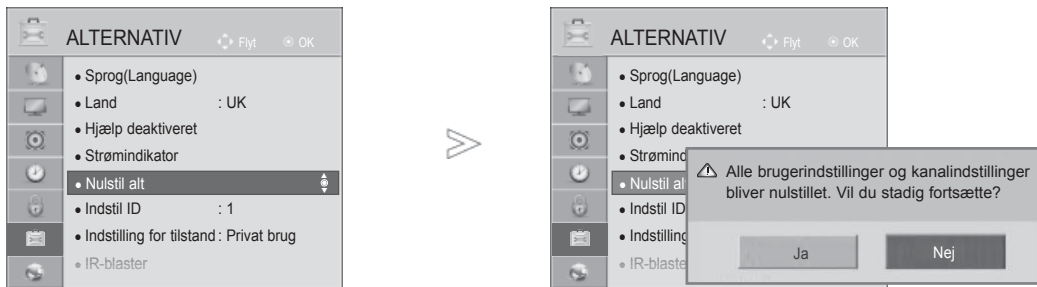 ALTERNATIV Flyt OK
• Sprog(Language)
• Land : UK
• Hjælp deaktiveret
• Strømindikator
• Nulstil alt
• Indstil ID : 1
• Indstilling for tilstand : Privat brug
• IR-blaster
ALTERNATIV Flyt OK
• Sprog(Language)
• Land : UK
• Hjælp deaktiveret
• Strømind
• Nulstil al
• Indstil ID
• Indstilling
• IR-blaste
Alle brugerindstillinger og kanalindstillinger
bliver nulstillet. Vil du stadig fortsætte?
Ja Nej